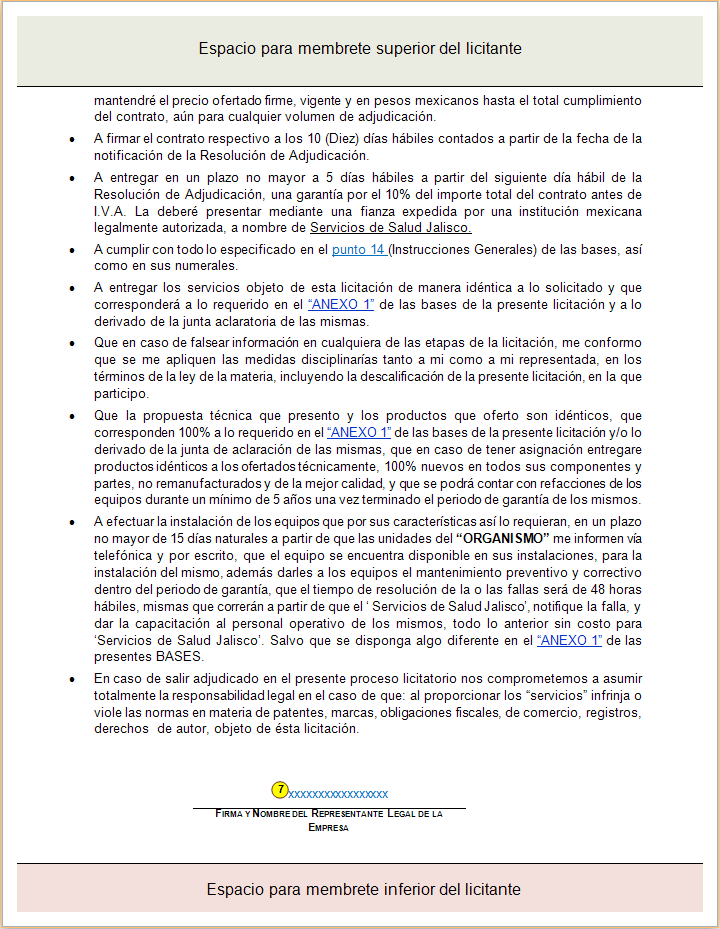 Espacio para membrete superior del licitante
mantendré el precio ofertado firme, vigente y en pesos mexicanos hasta el total cumplimiento
del contrato, aún para cualquier volumen de adjudicación.
• A firmar el contrato respectivo a los 10 (Diez) días hábiles contados a partir de la fecha de la
notificación de la Resolución de Adjudicación.
• A entregar en un plazo no mayor a 5 días hábiles a partir del siguiente día hábil de la
Resolución de Adjudicación, una garantía por el 10% del importe total del contrato antes de
I.V.A. La deberé presentar mediante una fianza expedida por una institución mexicana
legalmente autorizada, a nombre de Servicios de Salud Jalisco.
• A cumplir con todo lo especificado en el punto 14 (Instrucciones Generales) de las bases, así
como en sus numerales.
• A entregar los servicios objeto de esta licitación de manera idéntica a lo solicitado y que
corresponderá a lo requerido en el “ANEXO 1” de las bases de la presente licitación y a lo
derivado de la junta aclaratoria de las mismas.
• Que en caso de falsear información en cualquiera de las etapas de la licitación, me conformo
que se me apliquen las medidas disciplinarías tanto a mi como a mi representada, en los
términos de la ley de la materia, incluyendo la descalificación de la presente licitación, en la que
participo.
• Que la propuesta técnica que presento y los productos que oferto son idénticos, que
corresponden 100% a lo requerido en el “ANEXO 1” de las bases de la presente licitación y/o lo
derivado de la junta de aclaración de las mismas, que en caso de tener asignación entregare
productos idénticos a los ofertados técnicamente, 100% nuevos en todos sus componentes y
partes, no remanufacturados y de la mejor calidad, y que se podrá contar con refacciones de los
equipos durante un mínimo de 5 años una vez terminado el periodo de garantía de los mismos.
• A efectuar la instalación de los equipos que por sus características así lo requieran, en un plazo
no mayor de 15 días naturales a partir de que las unidades del “ORGANISMO” me informen vía
telefónica y por escrito, que el equipo se encuentra disponible en sus instalaciones, para la
instalación del mismo, además darles a los equipos el mantenimiento preventivo y correctivo
dentro del periodo de garantía, que el tiempo de resolución de la o las fallas será de 48 horas
hábiles, mismas que correrán a partir de que el ‘ Servicios de Salud Jalisco’, notifique la falla, y
dar la capacitación al personal operativo de los mismos, todo lo anterior sin costo para
‘Servicios de Salud Jalisco’. Salvo que se disponga algo diferente en el “ANEXO 1” de las
presentes BASES.
• En caso de salir adjudicado en el presente proceso licitatorio nos comprometemos a asumir
totalmente la responsabilidad legal en el caso de que: al proporcionar los “servicios” infrinja o
viole las normas en materia de patentes, marcas, obligaciones fiscales, de comercio, registros,
derechos de autor, objeto de ésta licitación.
7 xxxxxxxxxxxxxxxxx
FIRMA Y NOMBRE DEL REPRESENTANTE LEGAL DE LA
EMPRESA
Espacio para membrete inferior del licitante